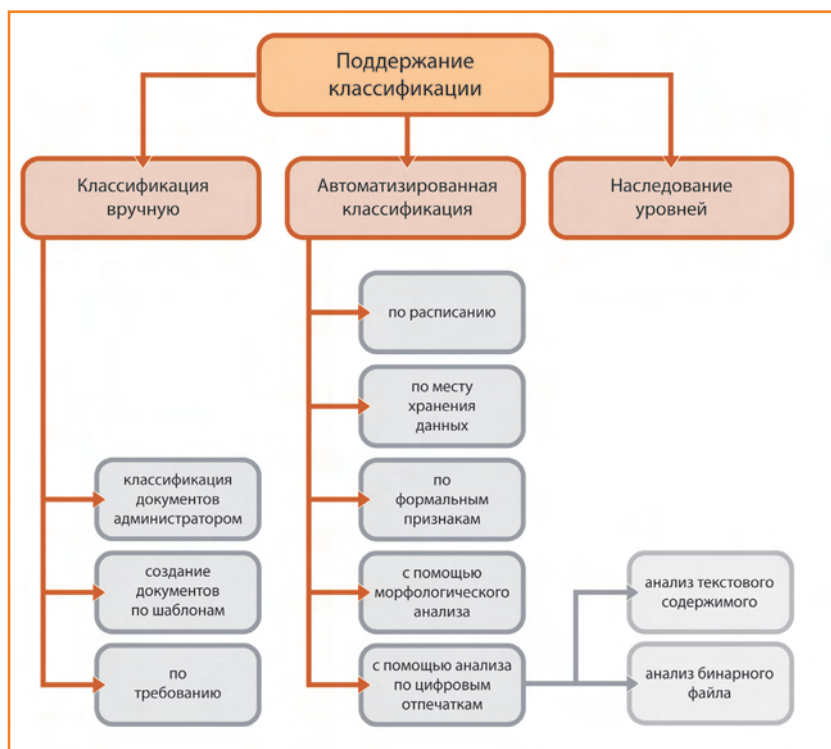 Поддержание
классификации
Классификация
вручную
Автоматизированная
классификация
Наследование
уровней
по расписанию
по месту
хранения
данных
классификация
документов
администратором
по
формальным
признакам
создание
документов
по шаблонам
с помощью
морфологического
анализа
анализ текстового
содержимого
по
требованию
с помощью анализа
по цифровым
отпечаткам
анализ бинарного
файла